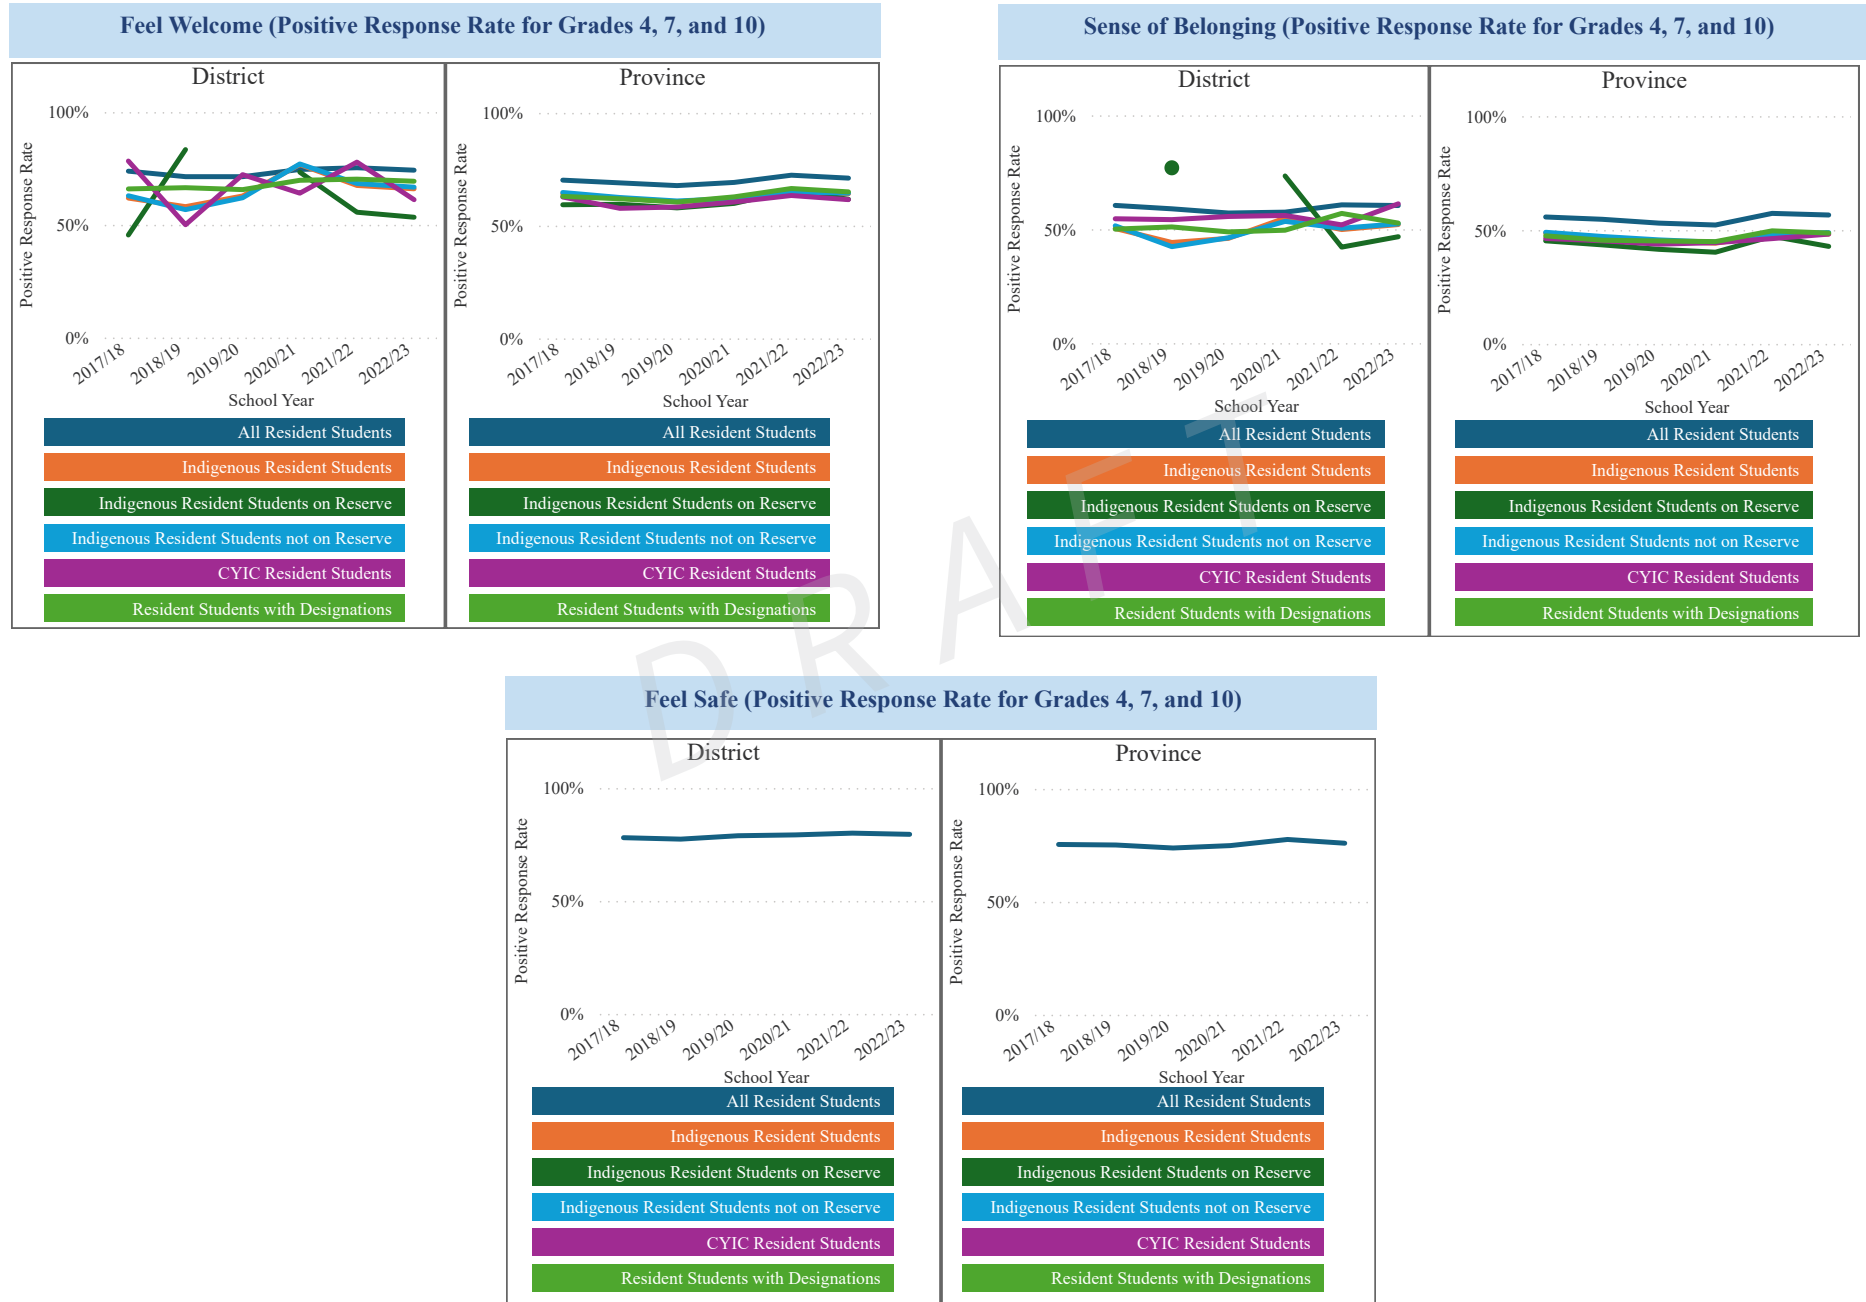 Feel Welcome (Positive Response Rate for Grades 4, 7, and 10)
District
Positive Response Rate
100%
50%
0%
2017/18
2018/19
2019/20
2020/21
2021/22
2022/23
School Year
All Resident Students
Indigenous Resident Students
Indigenous Resident Students on Reserve
Indigenous Resident Students not on Reserve
CYIC Resident Students
Resident Students with Designations
Province
Positive Response Rate
100%
50%
0%
2017/18
2018/19
2019/20
2020/21
2021/22
2022/23
School Year
All Resident Students
Indigenous Resident Students
Indigenous Resident Students on Reserve
Indigenous Resident Students not on Reserve
CYIC Resident Students
Resident Students with Designations
Sense of Belonging (Positive Response Rate for Grades 4, 7, and 10)
District
Positive Response Rate
100%
50%
0%
2017/18
2018/19
2019/20
2020/21
2021/22
2022/23
School Year
All Resident Students
Indigenous Resident Students
Indigenous Resident Students on Reserve
Indigenous Resident Students not on Reserve
CYIC Resident Students
Resident Students with Designations
Province
Positive Response Rate
100%
50%
0%
2017/18
2018/19
2019/20
2020/21
2021/22
2022/23
School Year
All Resident Students
Indigenous Resident Students
Indigenous Resident Students on Reserve
Indigenous Resident Students not on Reserve
CYIC Resident Students
Resident Students with Designations
DRAFT
Feel Safe (Positive Response Rate for Grades 4, 7, and 10)
District
Positive Response Rate
100%
50%
0%
2017/18
2018/19
2019/20
2020/21
2021/22
2022/23
School Year
All Resident Students
Indigenous Resident Students
Indigenous Resident Students on Reserve
Indigenous Resident Students not on Reserve
CYIC Resident Students
Resident Students with Designations
Province
Positive Response Rate
100%
50%
0%
2017/18
2018/19
2019/20
2020/21
2021/22
2022/23
School Year
All Resident Students
Indigenous Resident Students
Indigenous Resident Students on Reserve
Indigenous Resident Students not on Reserve
CYIC Resident Students
Resident Students with Designations